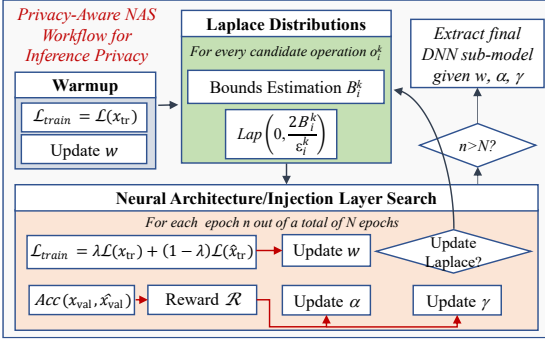 Privacy-Aware NAS
Workflow for
Inference Privacy
Warmup
ℒ_train = ℒ(x_tr)
Update w
Laplace Distributions
For every candidate operation o_i^k
Bounds Estimation B_i^k
Lap(0, 2B_i^k / ε_i^k)
Extract final
DNN sub-model
given w, α, γ
n>N?
Neural Architecture/Injection Layer Search
For each epoch n out of a total of N epochs
ℒ_train = λℒ(x_tr) + (1 − λ)ℒ(x̂_tr)
Update w
Update
Laplace?
Acc(x_val, x̂_val)
Reward ℛ
Update α
Update γ